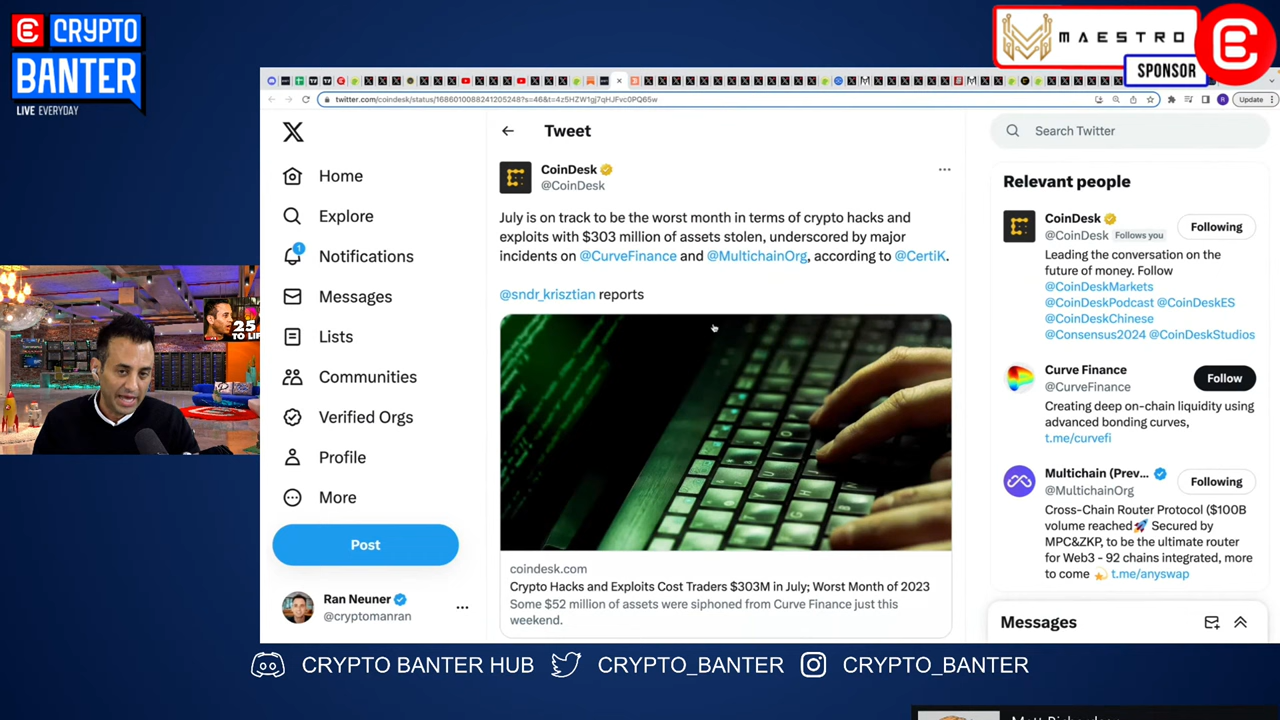 CRYPTO
BANTER
LIVE EVERYDAY
MAESTRO
SPONSOR
twitter.com/coindesk/status/1686010088241205248?s=46&t=4z5HZW1gj7qHJFvc0PQ65w
Update
Tweet
Search Twitter
Home
Explore
1
Notifications
Messages
Lists
Communities
Verified Orgs
Profile
More
Post
Ran Neuner
@cryptomanran
CoinDesk
@CoinDesk
July is on track to be the worst month in terms of crypto hacks and
exploits with $303 million of assets stolen, underscored by major
incidents on @CurveFinance and @MultichainOrg, according to @CertiK.
@sndr_krisztian reports
coindesk.com
Crypto Hacks and Exploits Cost Traders $303M in July; Worst Month of 2023
Some $52 million of assets were siphoned from Curve Finance just this
weekend.
Relevant people
CoinDesk
@CoinDesk Follows you
Following
Leading the conversation on the
future of money. Follow
@CoinDeskMarkets
@CoinDeskPodcast @CoinDeskES
@CoinDeskChinese
@Consensus2024 @CoinDeskStudios
Curve Finance
@CurveFinance
Follow
Creating deep on-chain liquidity using
advanced bonding curves,
t.me/curvefi
Multichain (Prev...
@MultichainOrg
Following
Cross-Chain Router Protocol ($100B
volume reached🚀 Secured by
MPC&ZKP, to be the ultimate router
for Web3 - 92 chains integrated, more
to come 💫 t.me/anyswap
Messages
25
TO LIF
CRYPTO BANTER HUB
CRYPTO_BANTER
CRYPTO_BANTER